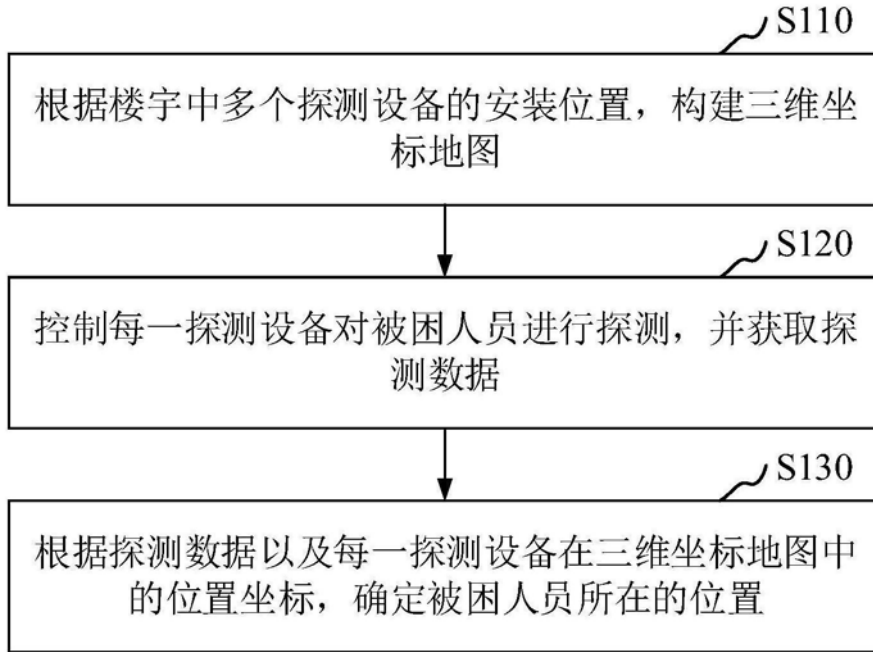 S110
根据楼宇中多个探测设备的安装位置，构建三维坐
标地图
S120
控制每一探测设备对被困人员进行探测，并获取探
测数据
S130
根据探测数据以及每一探测设备在三维坐标地图中
的位置坐标，确定被困人员所在的位置